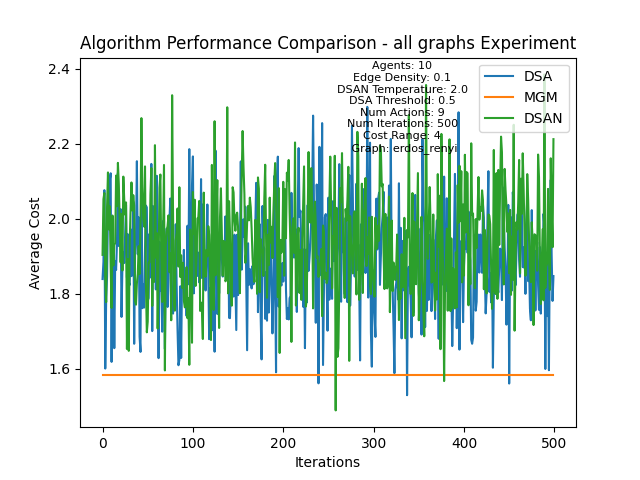 Algorithm Performance Comparison - all graphs Experiment
Agents: 10
Edge Density: 0.1
DSAN Temperature: 2.0
DSA Threshold: 0.5
Num Actions: 9
Num Iterations: 500
Cost Range: 4
Graph: erdos_renyi
DSA
MGM
DSAN
2.4
2.2
2.0
1.8
1.6
Average Cost
0
100
200
300
400
500
Iterations